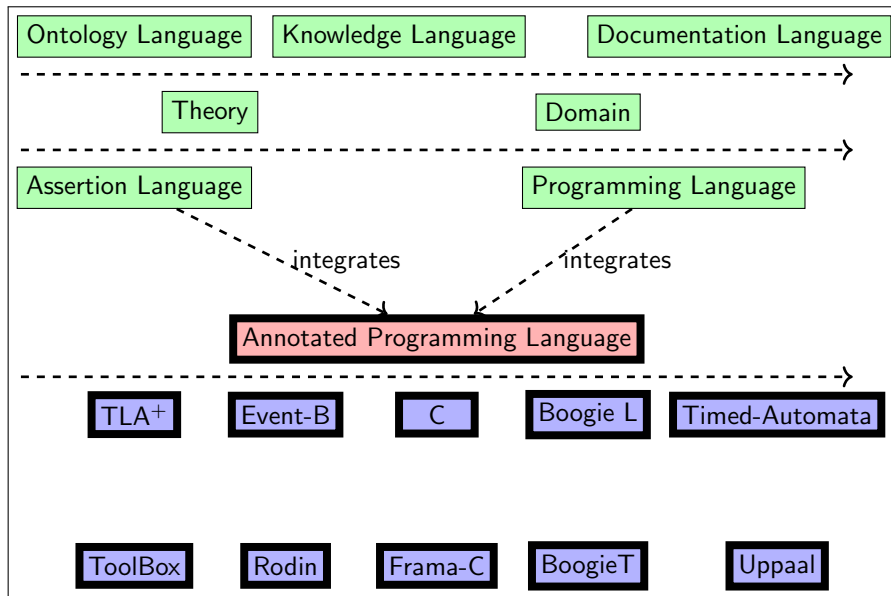 Ontology Language Knowledge Language Documentation Language
Theory Domain
Assertion Language Programming Language
integrates integrates
Annotated Programming Language
TLA+ Event-B C Boogie L Timed-Automata
ToolBox Rodin Frama-C BoogieT Uppaal